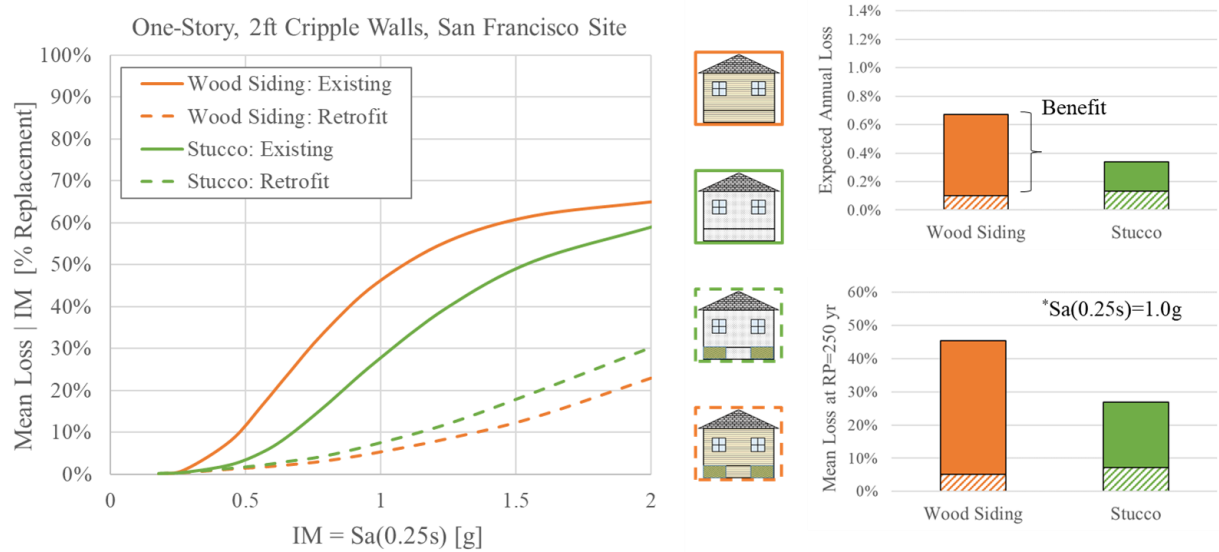 One-Story, 2ft Cripple Walls, San Francisco Site
Mean Loss | IM [% Replacement]
100%
90%
80%
70%
60%
50%
40%
30%
20%
10%
0%
Wood Siding: Existing
Wood Siding: Retrofit
Stucco: Existing
Stucco: Retrofit
0
0.5
1
1.5
2
IM = Sa(0.25s) [g]
Expected Annual Loss
1.4%
1.2%
1.0%
0.8%
0.6%
0.4%
0.2%
0.0%
Benefit
Wood Siding
Stucco
Mean Loss at RP=250 yr
60%
50%
40%
30%
20%
10%
0%
*Sa(0.25s)=1.0g
Wood Siding
Stucco